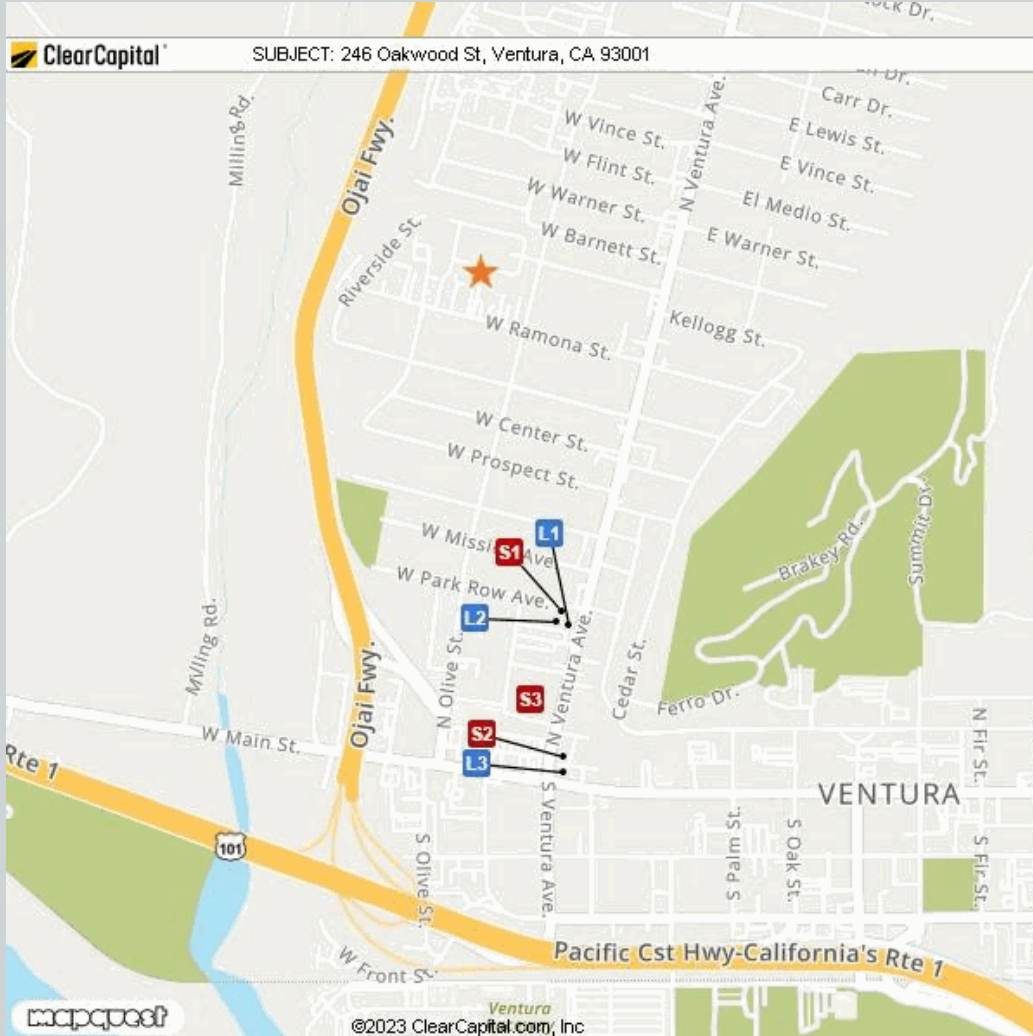 ClearCapital
SUBJECT: 246 Oakwood St, Ventura, CA 93001
Carr Dr.
E Lewis St.
E Vince St.
El Medio St.
E Warner St.
W Vince St.
W Flint St.
W Warner St.
W Barnett St.
N Ventura Ave.
Ojai Fwy.
Riverside St.
Kellogg St.
W Ramona St.
W Center St.
W Prospect St.
L1
S1
W Missi Ave
W Park Row Ave.
L2
Brakey Rd.
Summit Dr.
N Olive St.
N Ventura Ave.
Cedar St.
Ferro Dr.
S3
S2
L3
Ojai Fwy.
W Main St.
Rte 1
N Fir St.
VENTURA
101
S Olive St.
S Ventura Ave.
S Palm St.
S Oak St.
S Fir St.
Pacific Cst Hwy-California's Rte 1
W Front St.
Ventura
mapquest
©2023 ClearCapital.com, Inc